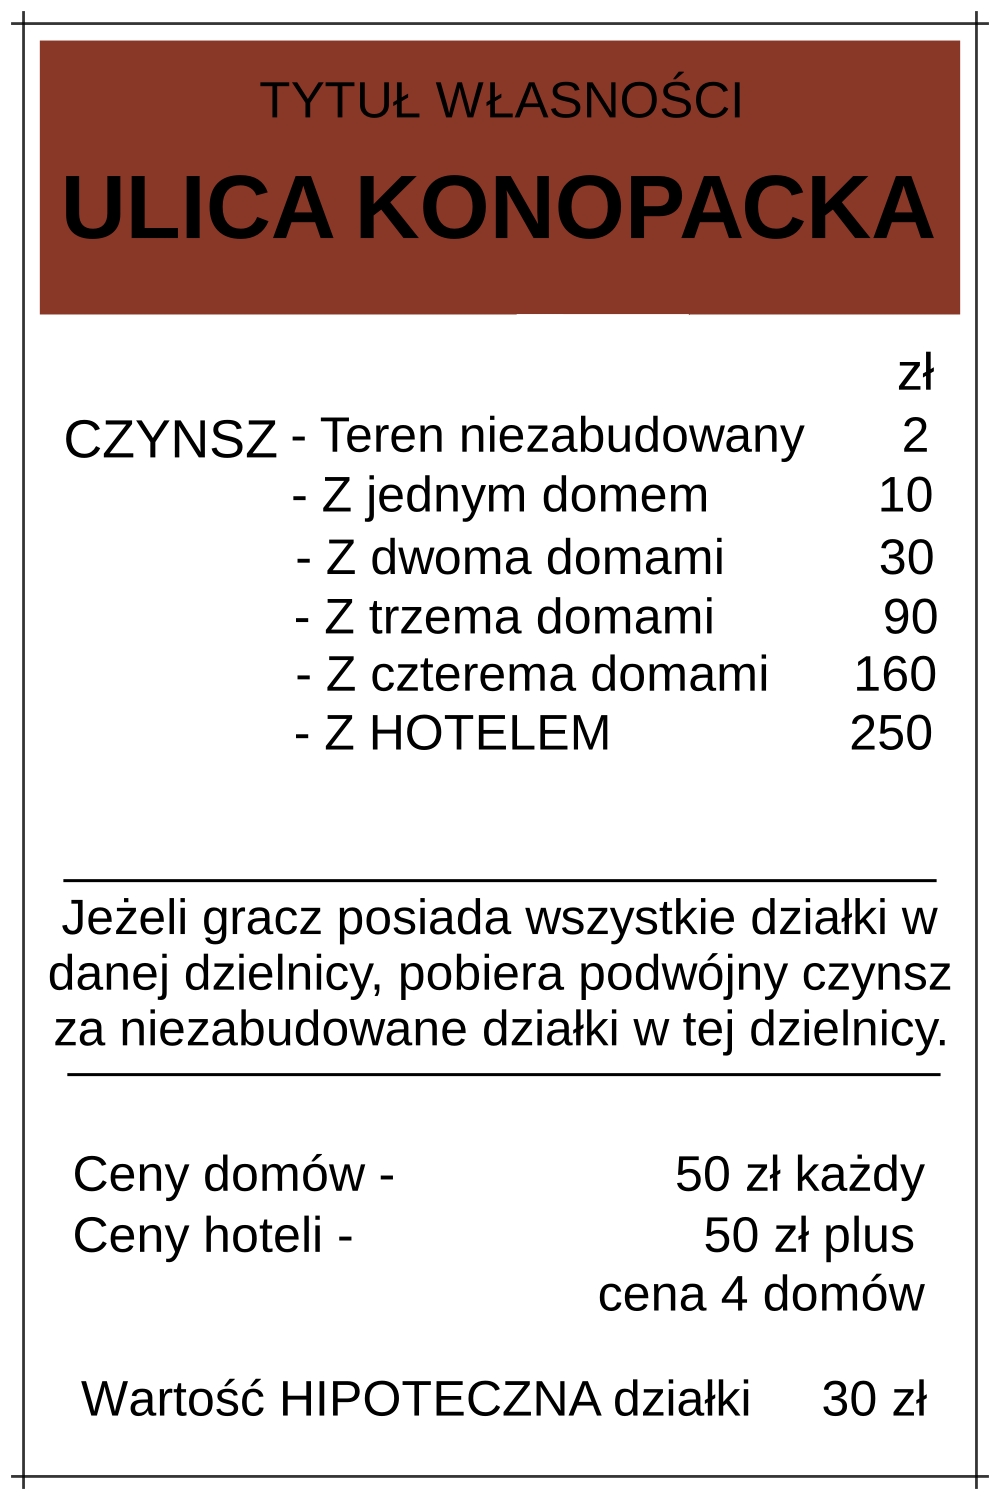 TYTUŁ WŁASNOŚCI
ULICA KONOPACKA
zł
CZYNSZ - Teren niezabudowany 2
- Z jednym domem 10
- Z dwoma domami 30
- Z trzema domami 90
- Z czterema domami 160
- Z HOTELEM 250
Jeżeli gracz posiada wszystkie działki w
danej dzielnicy, pobiera podwójny czynsz
za niezabudowane działki w tej dzielnicy.
Ceny domów - 50 zł każdy
Ceny hoteli - 50 zł plus
cena 4 domów
Wartość HIPOTECZNA działki 30 zł